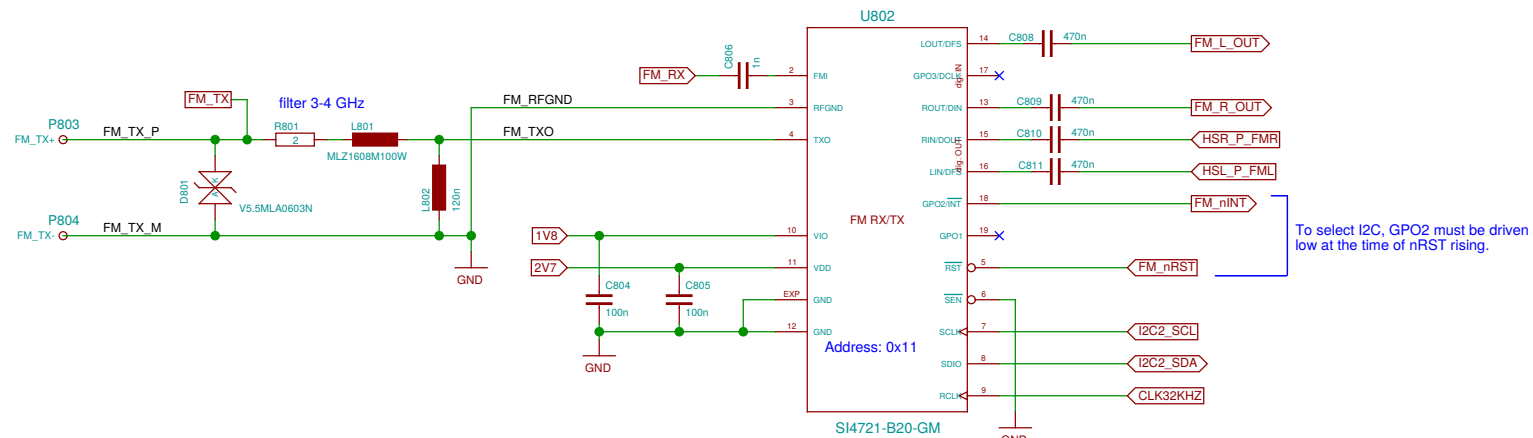 U802
LOUT/DFS
14
C808
470n
FM_L_OUT
C806
1n
FM_RX
2
FMI
GPO3/DCLK
17
dig. IN
FM_TX
filter 3-4 GHz
FM_RFGND
3
RFGND
ROUT/DIN
13
C809
470n
FM_R_OUT
P803
FM_TX+
FM_TX_P
R801
2
L801
MLZ1608M100W
FM_TXO
4
TXO
RIN/DOUT
15
C810
470n
HSR_P_FMR
dig. OUT
LIN/DFS
16
C811
470n
HSL_P_FML
D801
A
K
V5.5MLA0603N
L802
120n
GPO2/INT
18
FM_nINT
FM RX/TX
P804
FM_TX-
FM_TX_M
1V8
10
VIO
GPO1
19
To select I2C, GPO2 must be driven
low at the time of nRST rising.
2V7
11
VDD
RST
5
FM_nRST
GND
C804
100n
C805
100n
EXP
GND
SEN
6
12
GND
SCLK
7
I2C2_SCL
Address: 0x11
GND
SDIO
8
I2C2_SDA
RCLK
9
CLK32KHZ
SI4721-B20-GM
GND